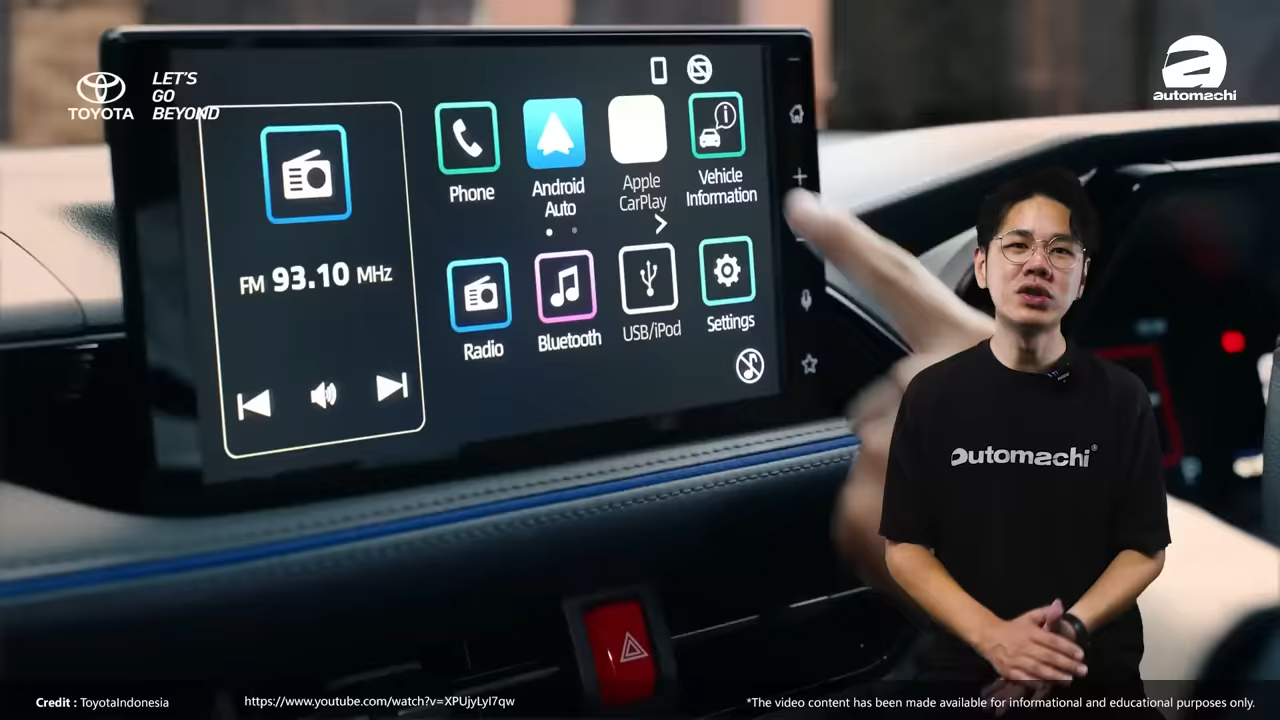 TOYOTA
LET'S
GO
BEYOND
automachi
FM 93.10 MHz
Phone
Android
Auto
Apple
CarPlay
Vehicle
Information
Radio
Bluetooth
USB/iPod
Settings
automachi®
Credit : ToyotaIndonesia
https://www.youtube.com/watch?v=XPUjyLyI7qw
*The video content has been made available for informational and educational purposes only.